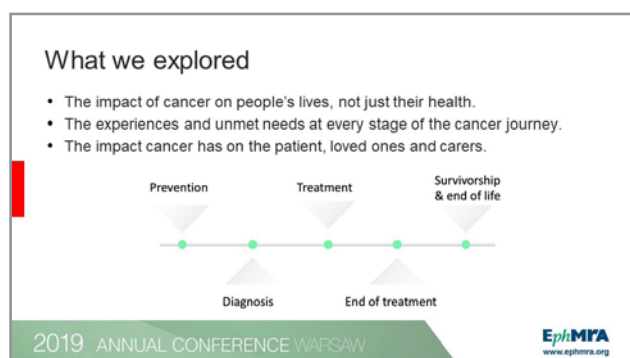 What we explored
• The impact of cancer on people's lives, not just their health.
• The experiences and unmet needs at every stage of the cancer journey.
• The impact cancer has on the patient, loved ones and carers.
Prevention
Treatment
Survivorship
& end of life
Diagnosis
End of treatment
2019 ANNUAL CONFERENCE WARSAW
EphMRA
www.ephmra.org